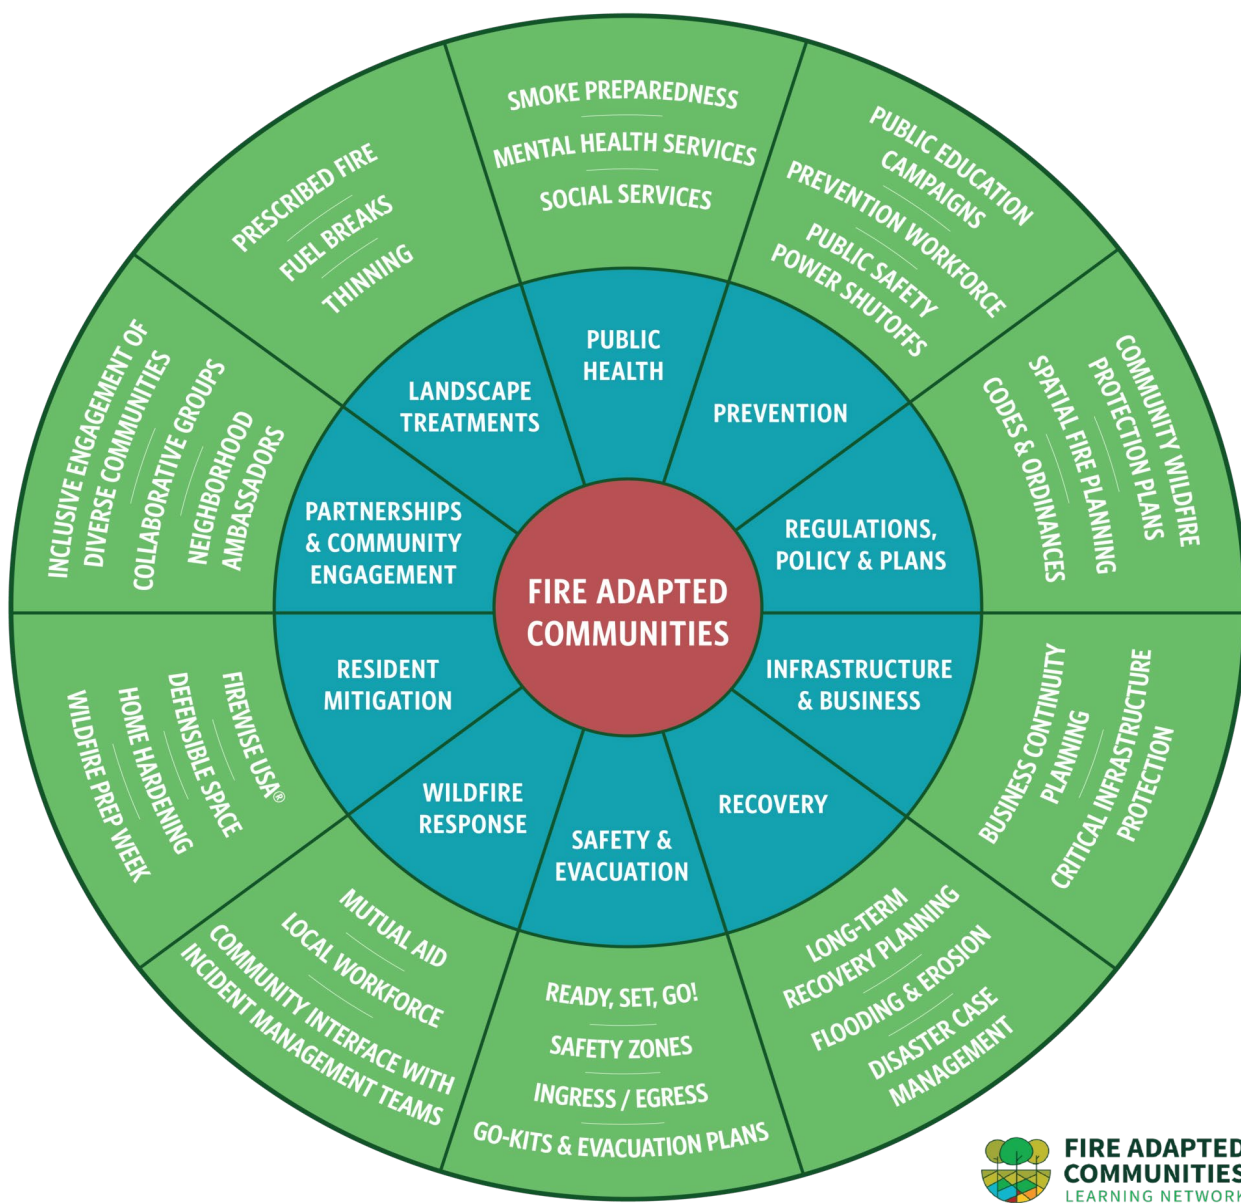 FIRE ADAPTED
COMMUNITIES
PUBLIC
HEALTH
SMOKE PREPAREDNESS
MENTAL HEALTH SERVICES
SOCIAL SERVICES
PREVENTION
PUBLIC EDUCATION
CAMPAIGNS
PREVENTION WORKFORCE
PUBLIC SAFETY
POWER SHUTOFFS
REGULATIONS,
POLICY & PLANS
COMMUNITY WILDFIRE
PROTECTION PLANS
SPATIAL FIRE PLANNING
CODES & ORDINANCES
INFRASTRUCTURE
& BUSINESS
BUSINESS CONTINUITY
PLANNING
CRITICAL INFRASTRUCTURE
PROTECTION
RECOVERY
LONG-TERM
RECOVERY PLANNING
FLOODING & EROSION
DISASTER CASE
MANAGEMENT
SAFETY &
EVACUATION
READY, SET, GO!
SAFETY ZONES
INGRESS / EGRESS
GO-KITS & EVACUATION PLANS
WILDFIRE
RESPONSE
MUTUAL AID
LOCAL WORKFORCE
COMMUNITY INTERFACE WITH
INCIDENT MANAGEMENT TEAMS
RESIDENT
MITIGATION
FIREWISE USA®
DEFENSIBLE SPACE
HOME HARDENING
WILDFIRE PREP WEEK
PARTNERSHIPS
& COMMUNITY
ENGAGEMENT
INCLUSIVE ENGAGEMENT OF
DIVERSE COMMUNITIES
COLLABORATIVE GROUPS
NEIGHBORHOOD
AMBASSADORS
LANDSCAPE
TREATMENTS
PRESCRIBED FIRE
FUEL BREAKS
THINNING
FIRE ADAPTED
COMMUNITIES
LEARNING NETWORK